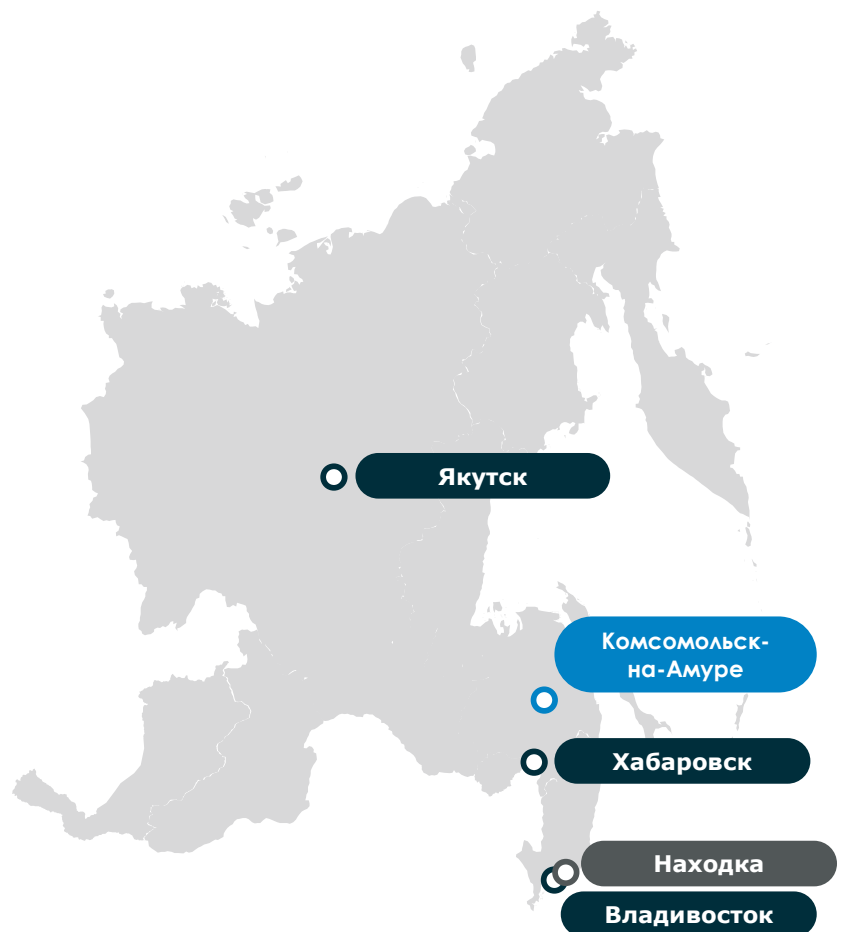 Якутск
Комсомольск-
на-Амуре
Хабаровск
Находка
Владивосток